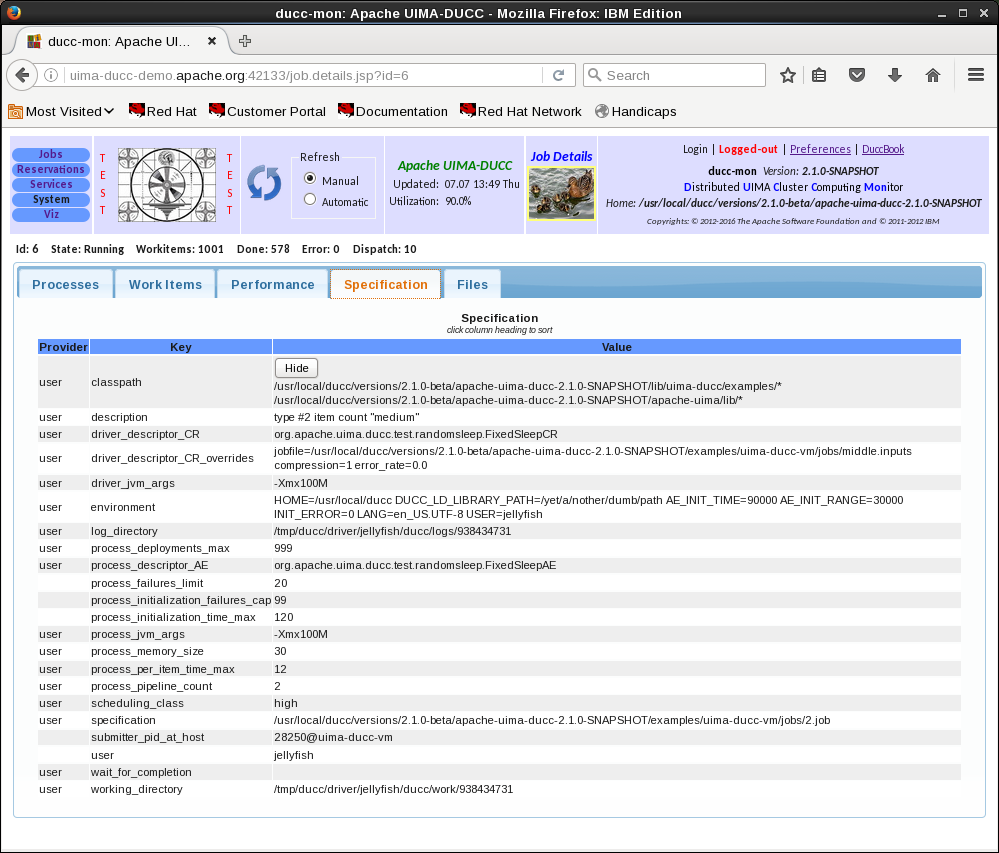 ducc-mon: Apache UIMA-DUCC - Mozilla Firefox: IBM Edition
ducc-mon: Apache UI...
uima-ducc-demo.apache.org:42133/job.details.jsp?id=6
Search
Most Visited
Red Hat
Customer Portal
Documentation
Red Hat Network
Handicaps
Jobs
Reservations
Services
System
Viz
T E S T
T E S T
Refresh
Manual
Automatic
Apache UIMA-DUCC
Updated: 07.07 13:49 Thu
Utilization: 90.0%
Job Details
Login | Logged-out | Preferences | DuccBook
ducc-mon Version: 2.1.0-SNAPSHOT
Distributed UIMA Cluster Computing Monitor
Home: /usr/local/ducc/versions/2.1.0-beta/apache-uima-ducc-2.1.0-SNAPSHOT
Copyrights: © 2012-2016 The Apache Software Foundation and © 2011-2012 IBM
Id: 6 State: Running Workitems: 1001 Done: 578 Error: 0 Dispatch: 10
Processes
Work Items
Performance
Specification
Files
Specification
click column heading to sort
Provider Key Value
Hide
user classpath /usr/local/ducc/versions/2.1.0-beta/apache-uima-ducc-2.1.0-SNAPSHOT/lib/uima-ducc/examples/*
/usr/local/ducc/versions/2.1.0-beta/apache-uima-ducc-2.1.0-SNAPSHOT/apache-uima/lib/*
user description type #2 item count "medium"
user driver_descriptor_CR org.apache.uima.ducc.test.randomsleep.FixedSleepCR
user driver_descriptor_CR_overrides jobfile=/usr/local/ducc/versions/2.1.0-beta/apache-uima-ducc-2.1.0-SNAPSHOT/examples/uima-ducc-vm/jobs/middle.inputs
compression=1 error_rate=0.0
user driver_jvm_args -Xmx100M
user environment HOME=/usr/local/ducc DUCC_LD_LIBRARY_PATH=/yet/a/nother/dumb/path AE_INIT_TIME=90000 AE_INIT_RANGE=30000
INIT_ERROR=0 LANG=en_US.UTF-8 USER=jellyfish
user log_directory /tmp/ducc/driver/jellyfish/ducc/logs/938434731
user process_deployments_max 999
user process_descriptor_AE org.apache.uima.ducc.test.randomsleep.FixedSleepAE
process_failures_limit 20
process_initialization_failures_cap 99
process_initialization_time_max 120
user process_jvm_args -Xmx100M
user process_memory_size 30
user process_per_item_time_max 12
user process_pipeline_count 2
user scheduling_class high
user specification /usr/local/ducc/versions/2.1.0-beta/apache-uima-ducc-2.1.0-SNAPSHOT/examples/uima-ducc-vm/jobs/2.job
submitter_pid_at_host 28250@uima-ducc-vm
user jellyfish
user wait_for_completion
user working_directory /tmp/ducc/driver/jellyfish/ducc/work/938434731